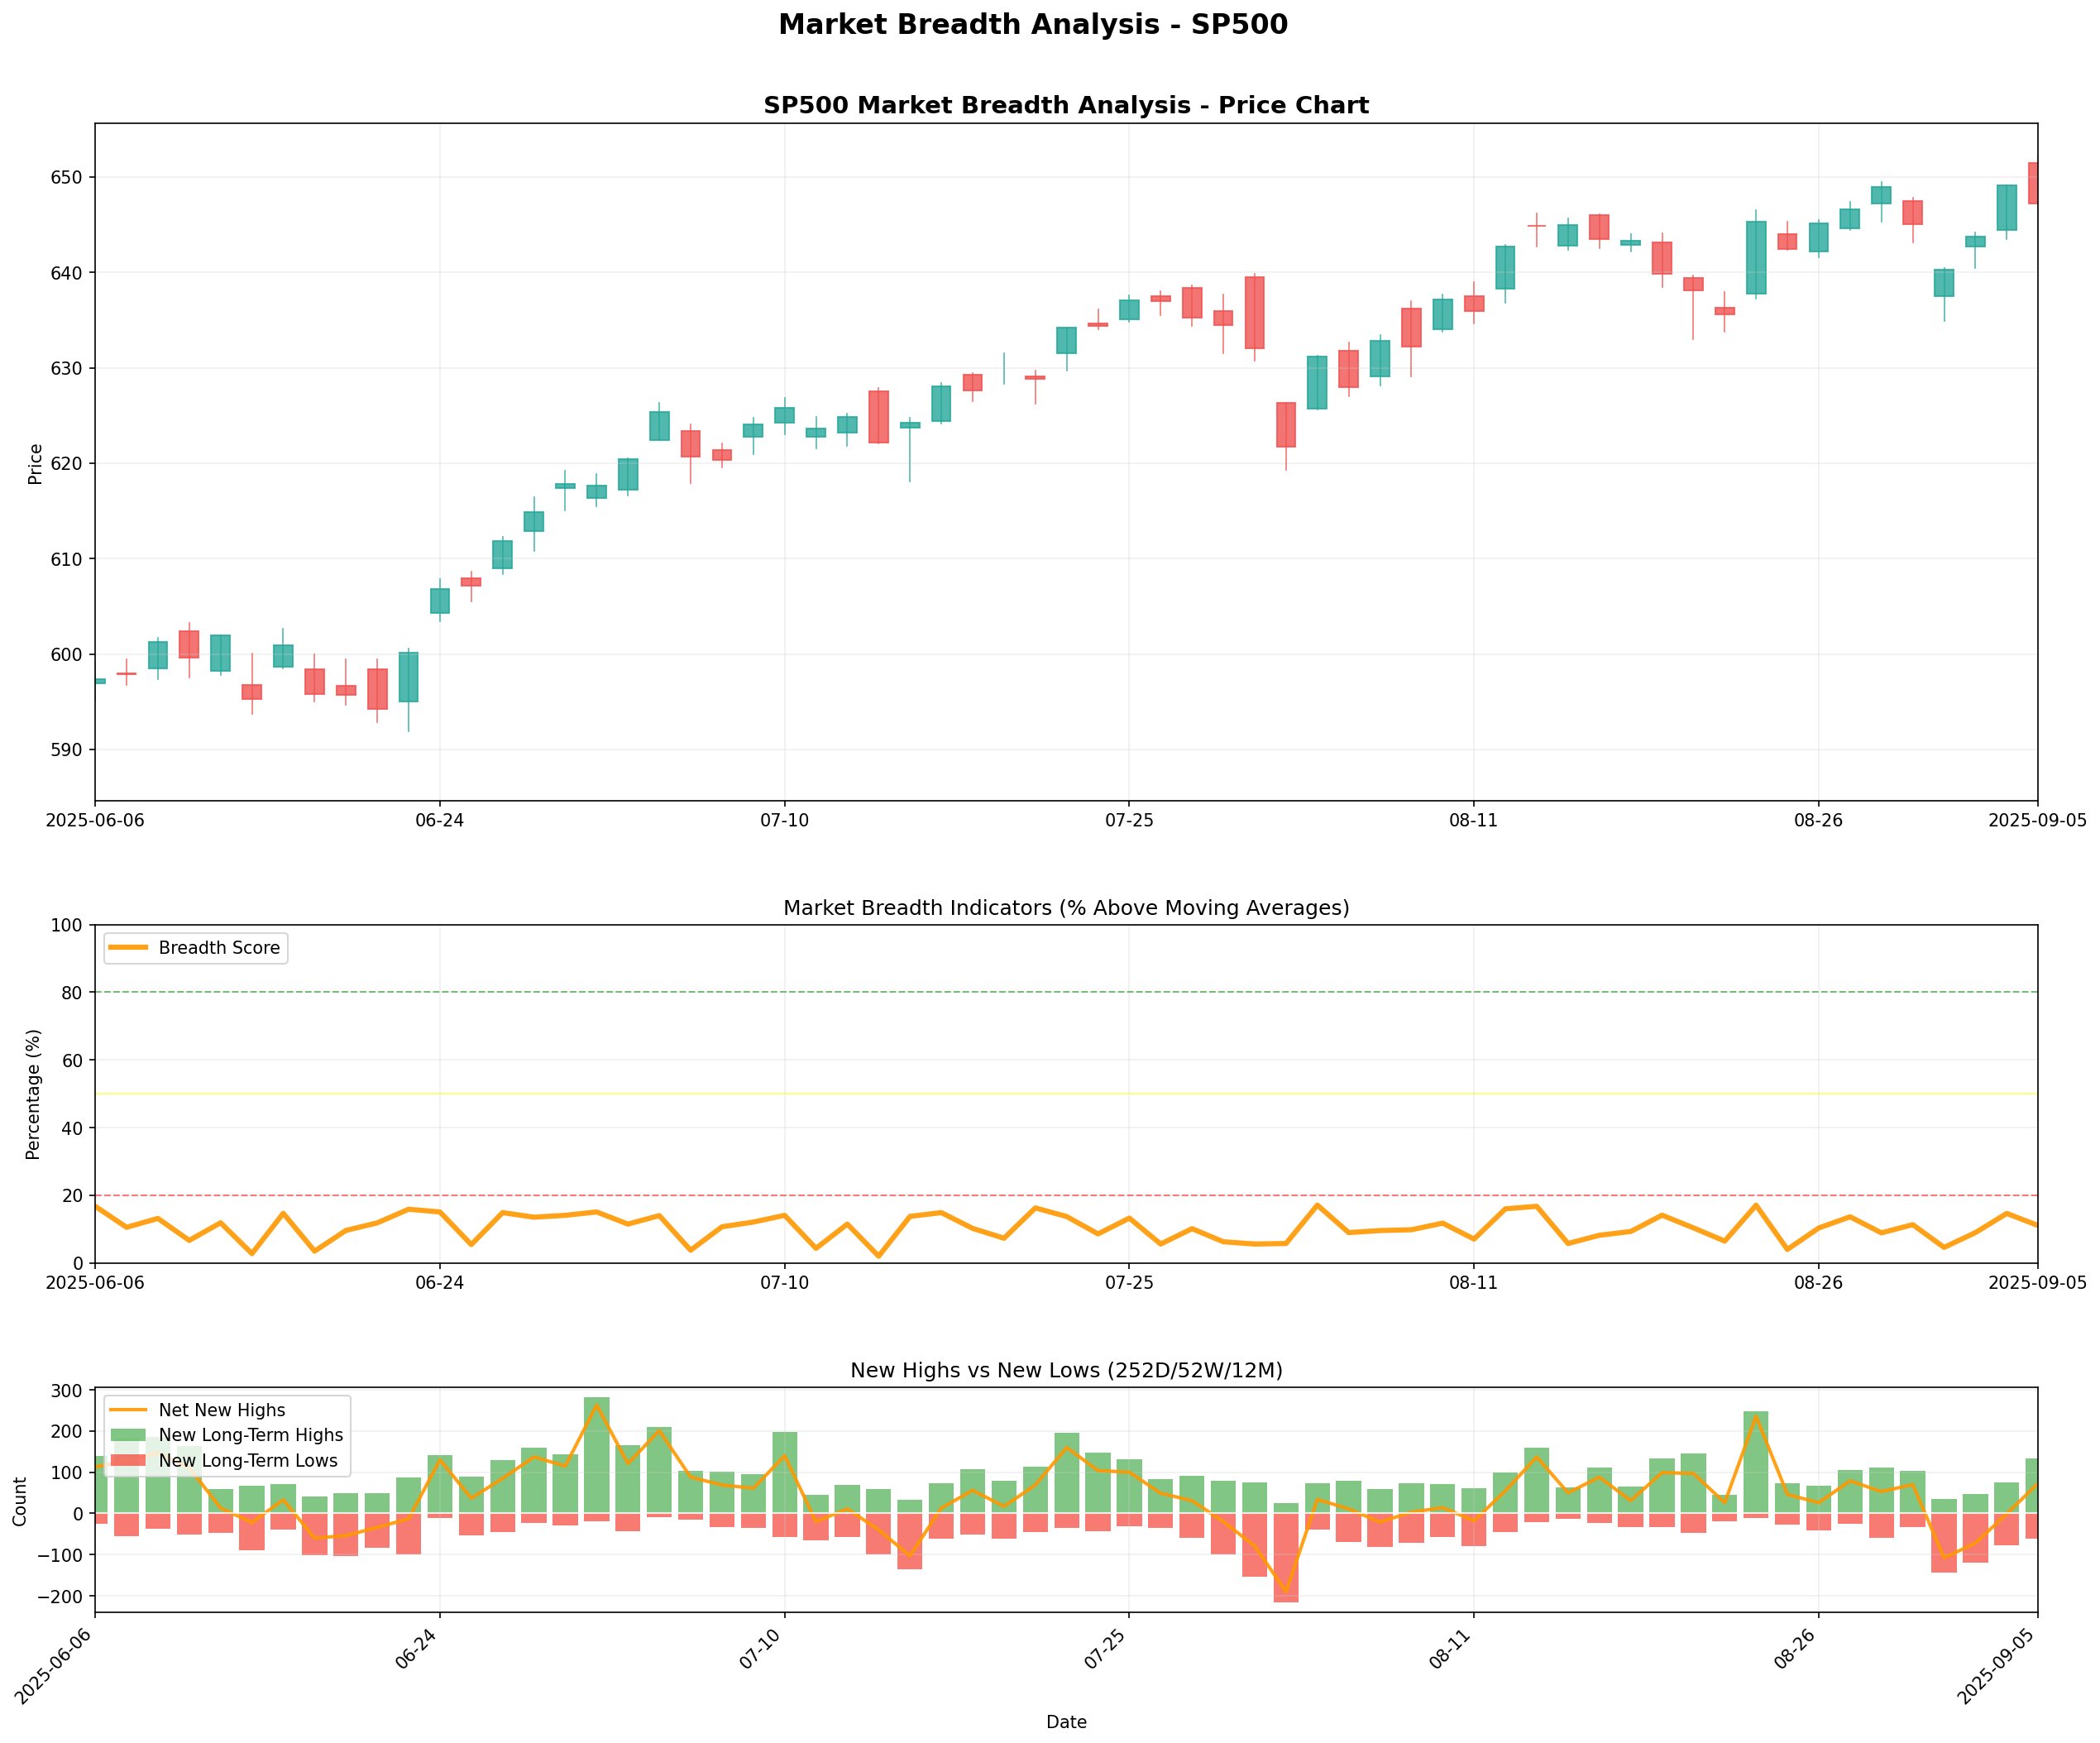 Market Breadth Analysis - SP500
SP500 Market Breadth Analysis - Price Chart
650
640
630
620
610
600
590
Price
2025-06-06 06-24 07-10 07-25 08-11 08-26 2025-09-05
Market Breadth Indicators (% Above Moving Averages)
Breadth Score
100
80
60
40
20
0
Percentage (%)
2025-06-06 06-24 07-10 07-25 08-11 08-26 2025-09-05
New Highs vs New Lows (252D/52W/12M)
Net New Highs
New Long-Term Highs
New Long-Term Lows
300
200
100
0
−100
−200
Count
2025-06-06 06-24 07-10 07-25 08-11 08-26 2025-09-05
Date